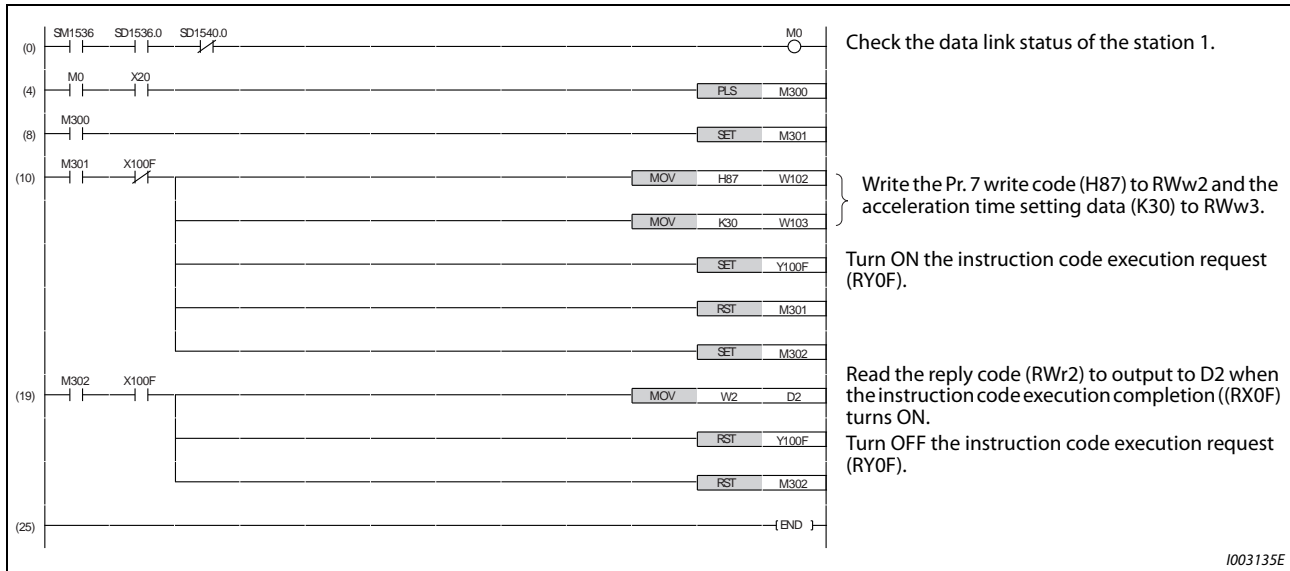 SM1536 SD1536.0 SD1540.0 M0
(0) Check the data link status of the station 1.
M0 X20
(4) PLS M300
M300
(8) SET M301
M301 X100F
(10) MOV H87 W102
Write the Pr. 7 write code (H87) to RWw2 and the
acceleration time setting data (K30) to RWw3.
MOV K30 W103
SET Y100F
Turn ON the instruction code execution request
(RY0F).
RST M301
SET M302
M302 X100F
(19) MOV W2 D2
Read the reply code (RWr2) to output to D2 when
the instruction code execution completion ((RX0F)
turns ON.
RST Y100F
Turn OFF the instruction code execution request
(RY0F).
RST M302
(25) END
I003135E